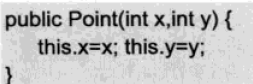 public Point(int x,int y) {
this.x=x; this.y=y;
}